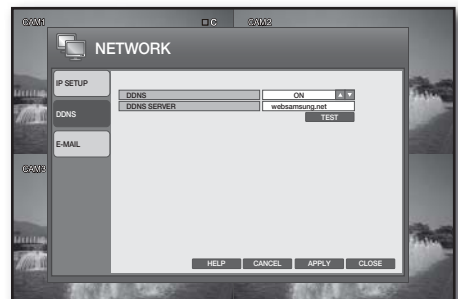 CAM1
C
CAM2
NETWORK
IP SETUP
DDNS
E-MAIL
DDNS ON
DDNS SERVER websamsung.net
TEST
CAM3
HELP CANCEL APPLY CLOSE